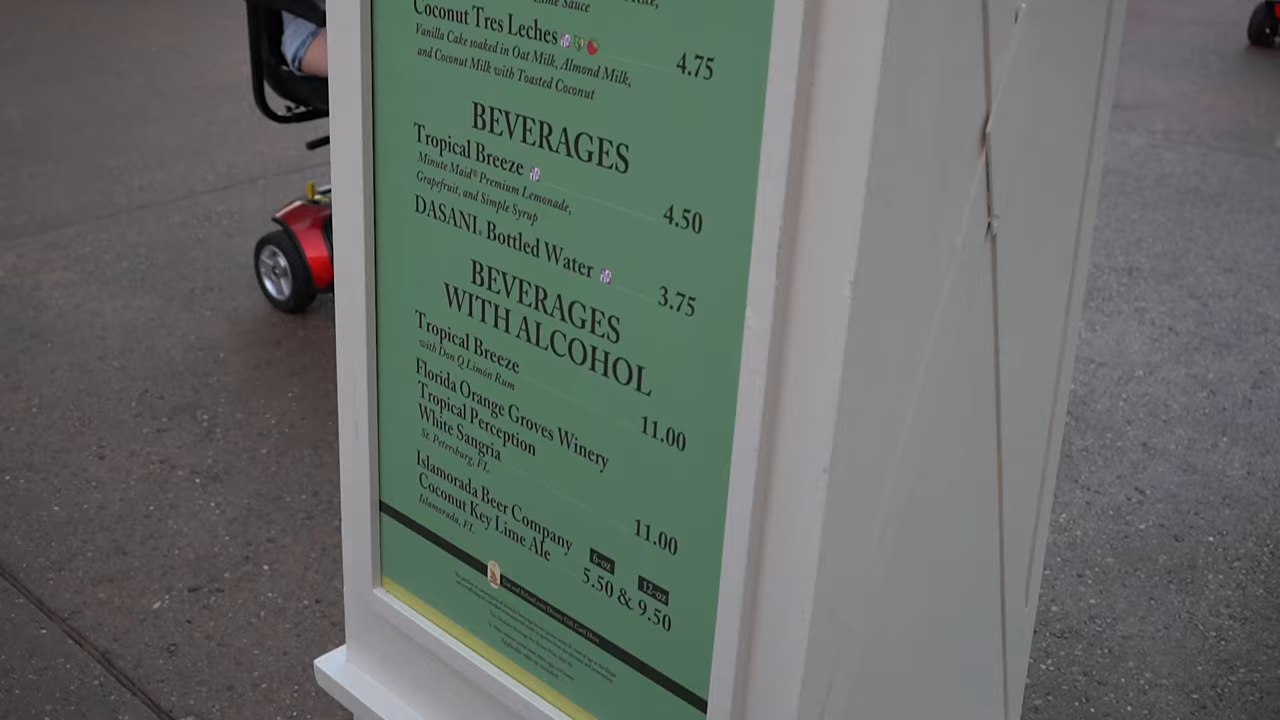 Lime Sauce
Coconut Tres Leches
4.75
Vanilla Cake soaked in Oat Milk, Almond Milk,
and Coconut Milk with Toasted Coconut
BEVERAGES
Tropical Breeze
4.50
Minute Maid® Premium Lemonade,
Grapefruit, and Simple Syrup
DASANI® Bottled Water
3.75
BEVERAGES
WITH ALCOHOL
Tropical Breeze
11.00
with Don Q Limón Rum
Florida Orange Groves Winery
Tropical Perception
White Sangria
11.00
St. Petersburg, FL
Islamorada Beer Company
Coconut Key Lime Ale
6-oz 12-oz
5.50 & 9.50
Islamorada, FL